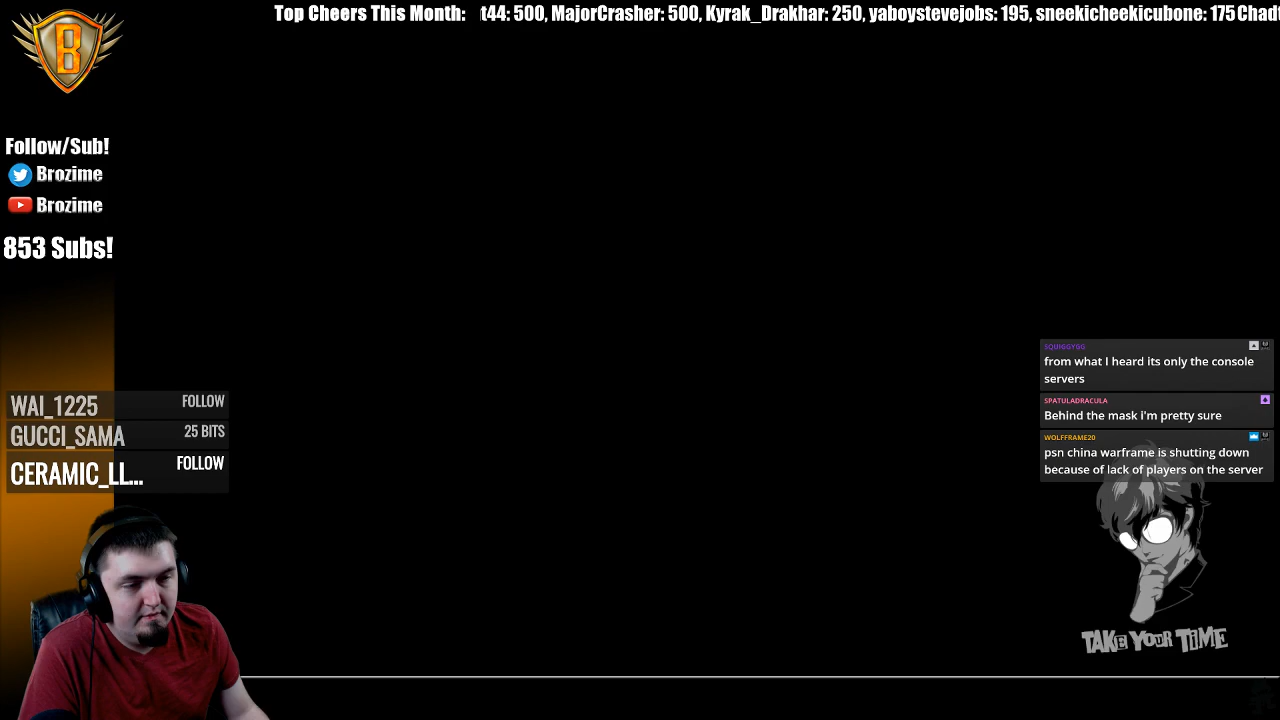 Top Cheers This Month: t44: 500, MajorCrasher: 500, Kyrak_Drakhar: 250, yaboystevejobs: 195, sneekicheekicubone: 175 Chad
B
Follow/Sub!
Brozime
Brozime
853 Subs!
WAI_1225 FOLLOW
GUCCI_SAMA 25 BITS
CERAMIC_LL... FOLLOW
SQUIGGYGG
from what I heard its only the console
servers
SPATULADRACULA
Behind the mask i'm pretty sure
WOLFFRAME20
psn china warframe is shutting down
because of lack of players on the server
TAKE YOUR TIME